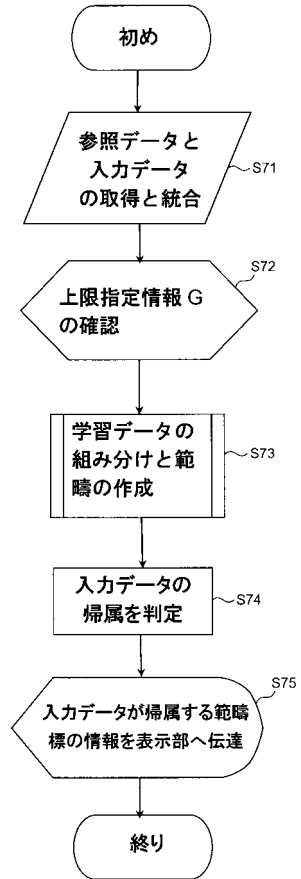 初め
参照データと
入力データ
の取得と統合
S71
S72
上限指定情報 G
の確認
学習データの
組み分けと範
疇の作成
S73
入力データの
帰属を判定
S74
S75
入力データが帰属する範疇
標の情報を表示部へ伝達
終り